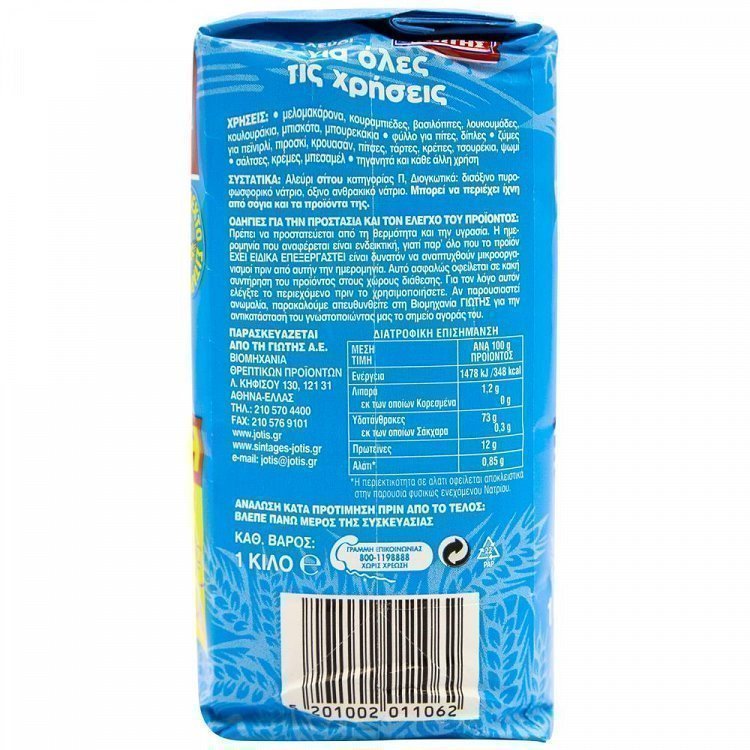 για όλες
τις χρήσεις
ΧΡΗΣΕΙΣ: • μελομακάρονα, κουραμπιέδες, βασιλόπιτες, λουκουμάδες,
κουλουράκια, μπισκότα, μπουρεκάκια • φύλλο για πίτες, δίπλες • ζύμες
για πεϊνιρλί, πιροσκί, κρουασάν, πίτσες, τάρτες, κρέπες, τσουρέκια, ψωμί
• σάλτσες, κρέμες, μπεσαμέλ • τηγανητά και κάθε άλλη χρήση
ΣΥΣΤΑΤΙΚΑ: Αλεύρι σίτου κατηγορίας Π, Διογκωτικά: δισόξινο πυρο-
φωσφορικό νάτριο, όξινο ανθρακικό νάτριο. Μπορεί να περιέχει ίχνη
από σόγια και τα προϊόντα της.
ΟΔΗΓΙΕΣ ΓΙΑ ΤΗΝ ΠΡΟΣΤΑΣΙΑ ΚΑΙ ΤΟΝ ΕΛΕΓΧΟ ΤΟΥ ΠΡΟΪΟΝΤΟΣ:
Πρέπει να προστατεύεται από τη θερμότητα και την υγρασία. Η ημε-
ρομηνία που αναφέρεται είναι ενδεικτική, γιατί παρ' όλο που το προϊόν
ΕΧΕΙ ΕΙΔΙΚΑ ΕΠΕΞΕΡΓΑΣΤΕΙ είναι δυνατόν να αναπτυχθούν μικροοργα-
νισμοί πριν από αυτήν την ημερομηνία. Αυτό ασφαλώς οφείλεται σε κακή
συντήρηση του προϊόντος στους χώρους διάθεσης. Για τον λόγο αυτόν
ελέγξτε το περιεχόμενο πριν το χρησιμοποιήσετε. Αν παρουσιαστεί
ανωμαλία, παρακαλούμε απευθυνθείτε στη Βιομηχανία ΓΙΩΤΗΣ για την
αντικατάσταση του γνωστοποιώντας μας το σημείο αγοράς του.
ΠΑΡΑΣΚΕΥΑΖΕΤΑΙ
ΑΠΟ ΤΗ ΓΙΩΤΗΣ Α.Ε.
ΒΙΟΜΗΧΑΝΙΑ
ΘΡΕΠΤΙΚΩΝ ΠΡΟΪΟΝΤΩΝ
Λ. ΚΗΦΙΣΟΥ 130, 121 31
ΑΘΗΝΑ-ΕΛΛΑΣ
ΤΗΛ.: 210 570 4400
FAX: 210 576 9101
www.jotis.gr
www.sintages-jotis.gr
e-mail: jotis@jotis.gr
ΔΙΑΤΡΟΦΙΚΗ ΕΠΙΣΗΜΑΝΣΗ
ΜΕΣΗ ΑΝΑ 100 g
ΤΙΜΗ ΠΡΟΪΟΝΤΟΣ
Ενέργεια 1478 kJ /348 kcal
Λιπαρά 1,2 g
εκ των οποίων Κορεσμένα 0 g
Υδατάνθρακες 73 g
εκ των οποίων Σάκχαρα 0,3 g
Πρωτεΐνες 12 g
Αλάτι* 0,85 g
*Η περιεκτικότητα σε αλάτι οφείλεται αποκλειστικά
στην παρουσία φυσικώς ενεχόμενου Νατρίου.
ΑΝΑΛΩΣΗ ΚΑΤΑ ΠΡΟΤΙΜΗΣΗ ΠΡΙΝ ΑΠΟ ΤΟ ΤΕΛΟΣ:
ΒΛΕΠΕ ΠΑΝΩ ΜΕΡΟΣ ΤΗΣ ΣΥΣΚΕΥΑΣΙΑΣ
ΚΑΘ. ΒΑΡΟΣ:
1 ΚΙΛΟ ℮
ΓΡΑΜΜΗ ΕΠΙΚΟΙΝΩΝΙΑΣ
800-1198888
ΧΩΡΙΣ ΧΡΕΩΣΗ
22
PAP
5 201002 011062